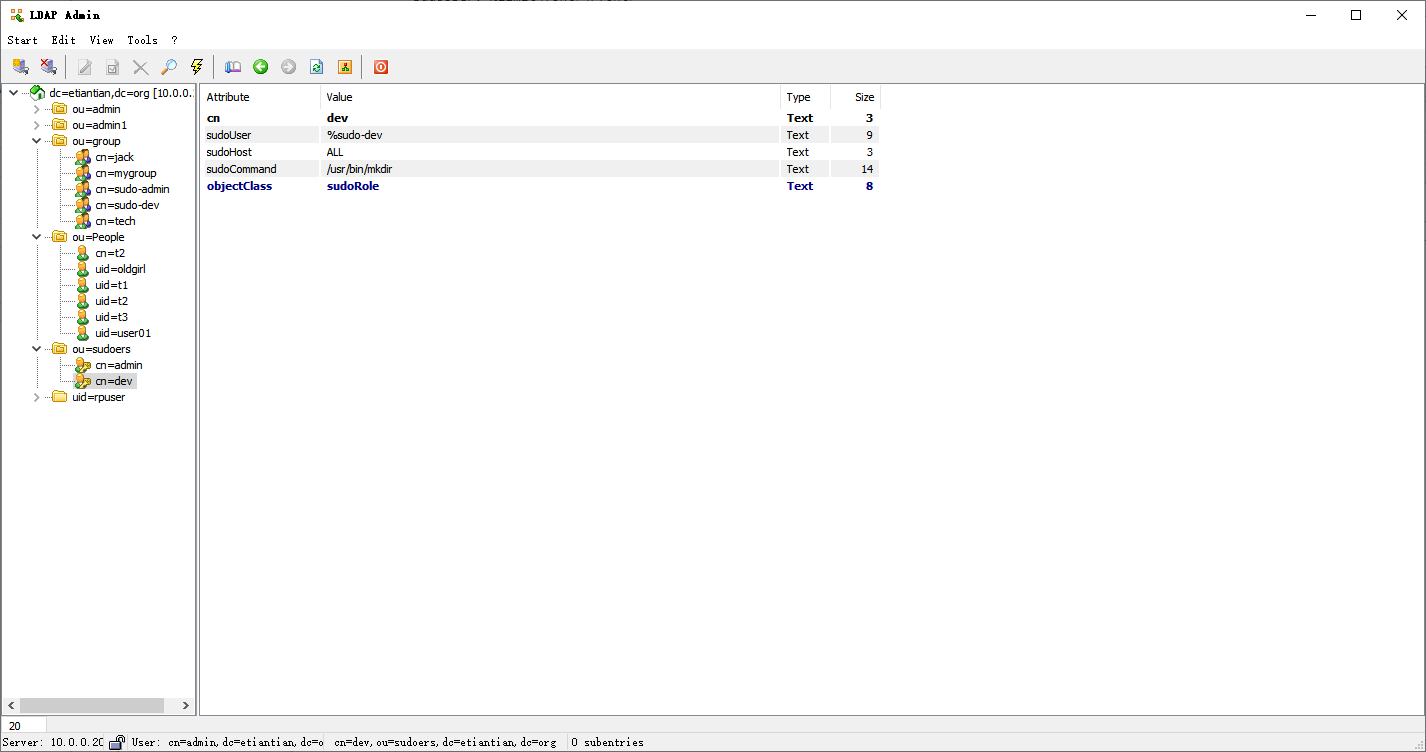 LDAP Admin
Start Edit View Tools ?
dc=etiantian,dc=org [10.0.0.
ou=admin
ou=admin1
ou=group
cn=jack
cn=mygroup
cn=sudo-admin
cn=sudo-dev
cn=tech
ou=People
cn=t2
uid=oldgirl
uid=t1
uid=t2
uid=t3
uid=user01
ou=sudoers
cn=admin
cn=dev
uid=rpuser
Attribute Value Type Size
cn dev Text 3
sudoUser %sudo-dev Text 9
sudoHost ALL Text 3
sudoCommand /usr/bin/mkdir Text 14
objectClass sudoRole Text 8
20
Server: 10.0.0.20 User: cn=admin,dc=etiantian,dc=o cn=dev,ou=sudoers,dc=etiantian,dc=org 0 subentries